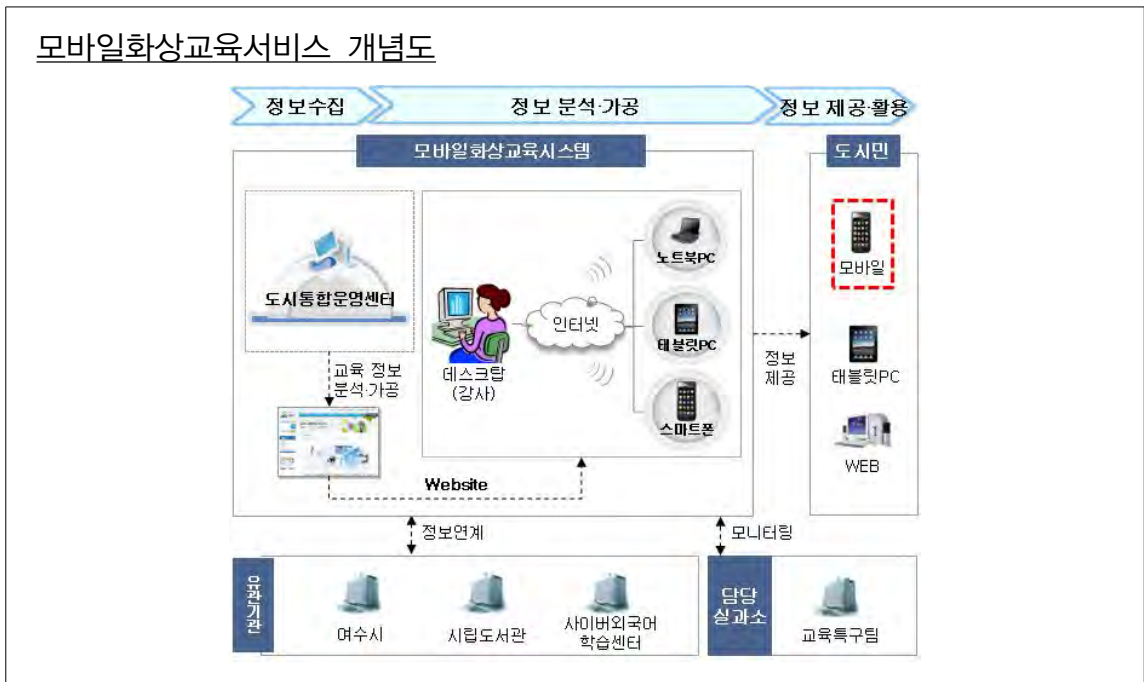 모바일화상교육서비스 개념도
정보수집
정보 분석·가공
정보 제공·활용
모바일화상교육시스템
도시민
도시통합운영센터
교육 정보
분석·가공
Website
데스크탑
(강사)
인터넷
노트북PC
태블릿PC
스마트폰
정보
제공
모바일
태블릿PC
WEB
정보연계
모니터링
유관기관
여수시
시립도서관
사이버외국어
학습센터
담당
실과소
교육특구팀